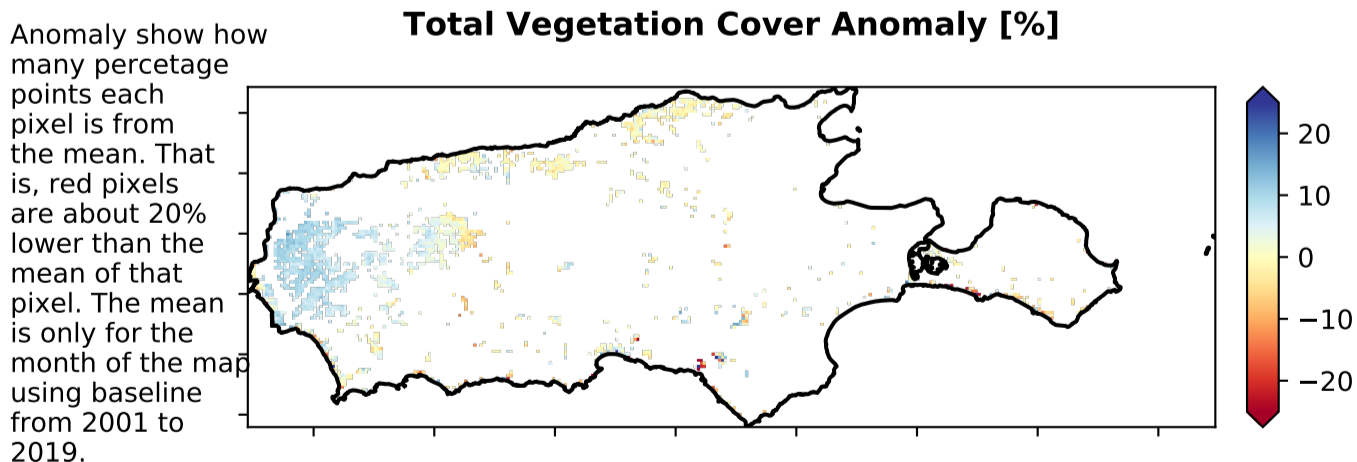 Total Vegetation Cover Anomaly [%]
Anomaly show how
many percetage
points each
pixel is from
the mean. That
is, red pixels
are about 20%
lower than the
mean of that
pixel. The mean
is only for the
month of the map
using baseline
from 2001 to
2019.
20
10
0
−10
−20